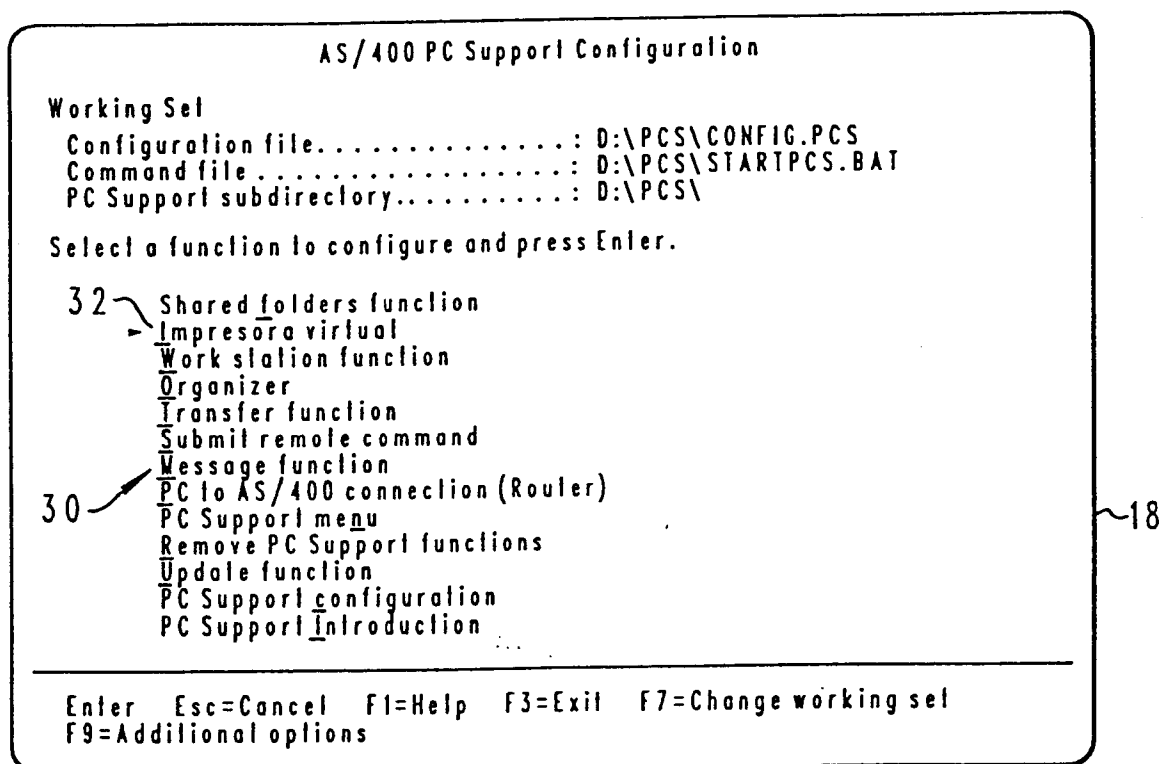 AS/400 PC Support Configuration
Working Set
Configuration file...............: D:\PCS\CONFIG.PCS
Command file ..................: D:\PCS\STARTPCS.BAT
PC Support subdirectory..........: D:\PCS\
Select a function to configure and press Enter.
32 Shared folders function
Impresora virtual
Work station function
Organizer
Transfer function
Submit remote command
Message function
30 PC to AS/400 connection (Router)
PC Support menu 18
Remove PC Support functions
Update function
PC Support configuration
PC Support Introduction
Enter Esc=Cancel F1=Help F3=Exit F7=Change working set
F9=Additional options